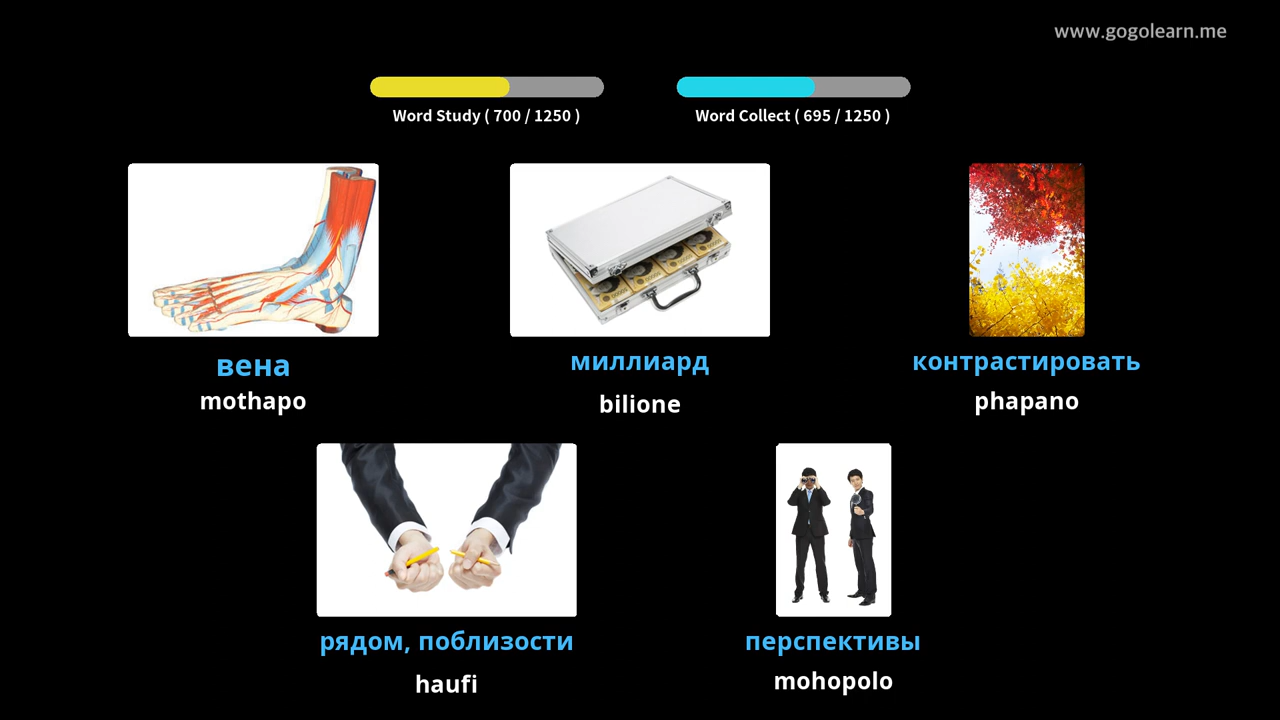 www.gogolearn.me
Word Study ( 700 / 1250 )
Word Collect ( 695 / 1250 )
вена
mothapo
миллиард
bilione
контрастировать
phapano
рядом, поблизости
haufi
перспективы
mohopolo